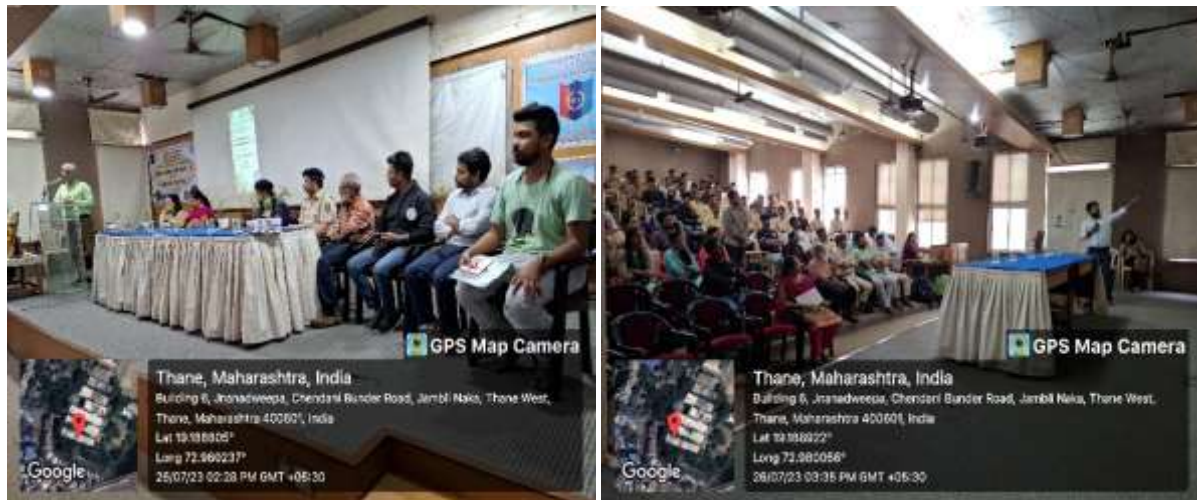 GPS Map Camera
Thane, Maharashtra, India
Building 6, Jnanadweepa, Chendani Bunder Road, Jambli Naka, Thane West,
Thane, Maharashtra 400601, India
Lat 19.188805°
Long 72.980237°
26/07/23 02:28 PM GMT +05:30
Google
GPS Map Camera
Thane, Maharashtra, India
Building 6, Jnanadweepa, Chendani Bunder Road, Jambli Naka, Thane West,
Thane, Maharashtra 400601, India
Lat 19.188922°
Long 72.980056°
26/07/23 03:35 PM GMT +05:30
Google